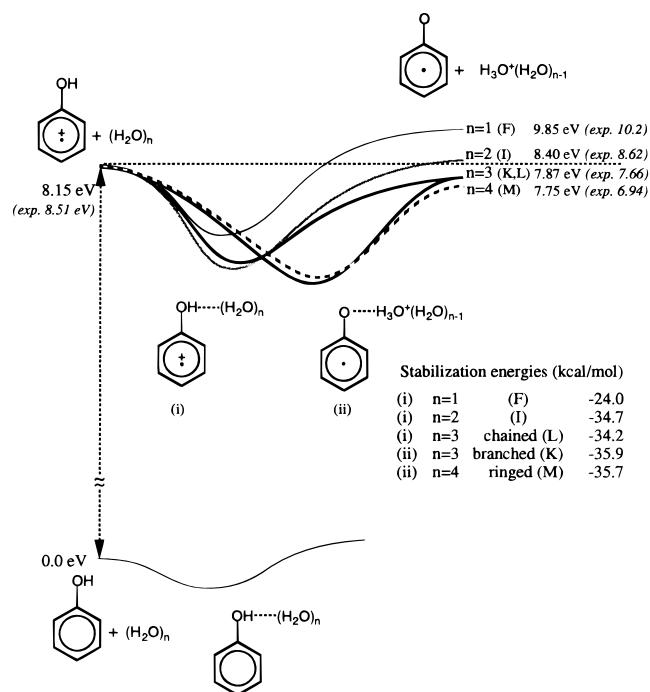 O
+ H3O+(H2O)n-1
OH
+ (H2O)n
n=1 (F) 9.85 eV (exp. 10.2)
n=2 (I) 8.40 eV (exp. 8.62)
n=3 (K,L) 7.87 eV (exp. 7.66)
n=4 (M) 7.75 eV (exp. 6.94)
8.15 eV
(exp. 8.51 eV)
OH-----(H2O)n
O-----H3O+(H2O)n-1
(i)
(ii)
Stabilization energies (kcal/mol)
(i) n=1 (F) -24.0
(i) n=2 (I) -34.7
(i) n=3 chained (L) -34.2
(ii) n=3 branched (K) -35.9
(ii) n=4 ringed (M) -35.7
≈
0.0 eV
OH
+ (H2O)n
OH-----(H2O)n